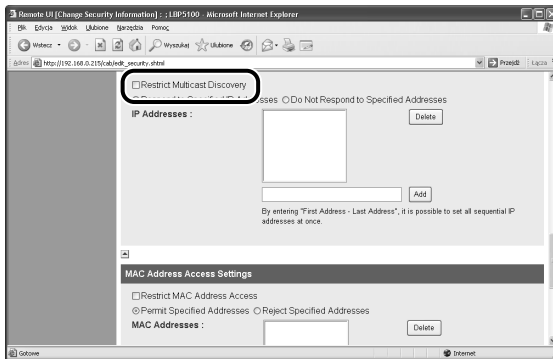 Remote UI [Change Security Information] : ; LBP5100 - Microsoft Internet Explorer
Plik Edycja Widok Ulubione Narzędzia Pomoc
Wstecz Wyszukaj Ulubione
Adres http://192.168.0.215/cab/edit_security.shtml Przejdź Łącza
Restrict Multicast Discovery
Do Not Respond to Specified Addresses
IP Addresses :
Delete
Add
By entering "First Address - Last Address", it is possible to set all sequential IP
addresses at once.
MAC Address Access Settings
Restrict MAC Address Access
Permit Specified Addresses Reject Specified Addresses
MAC Addresses :
Delete
Gotowe Internet